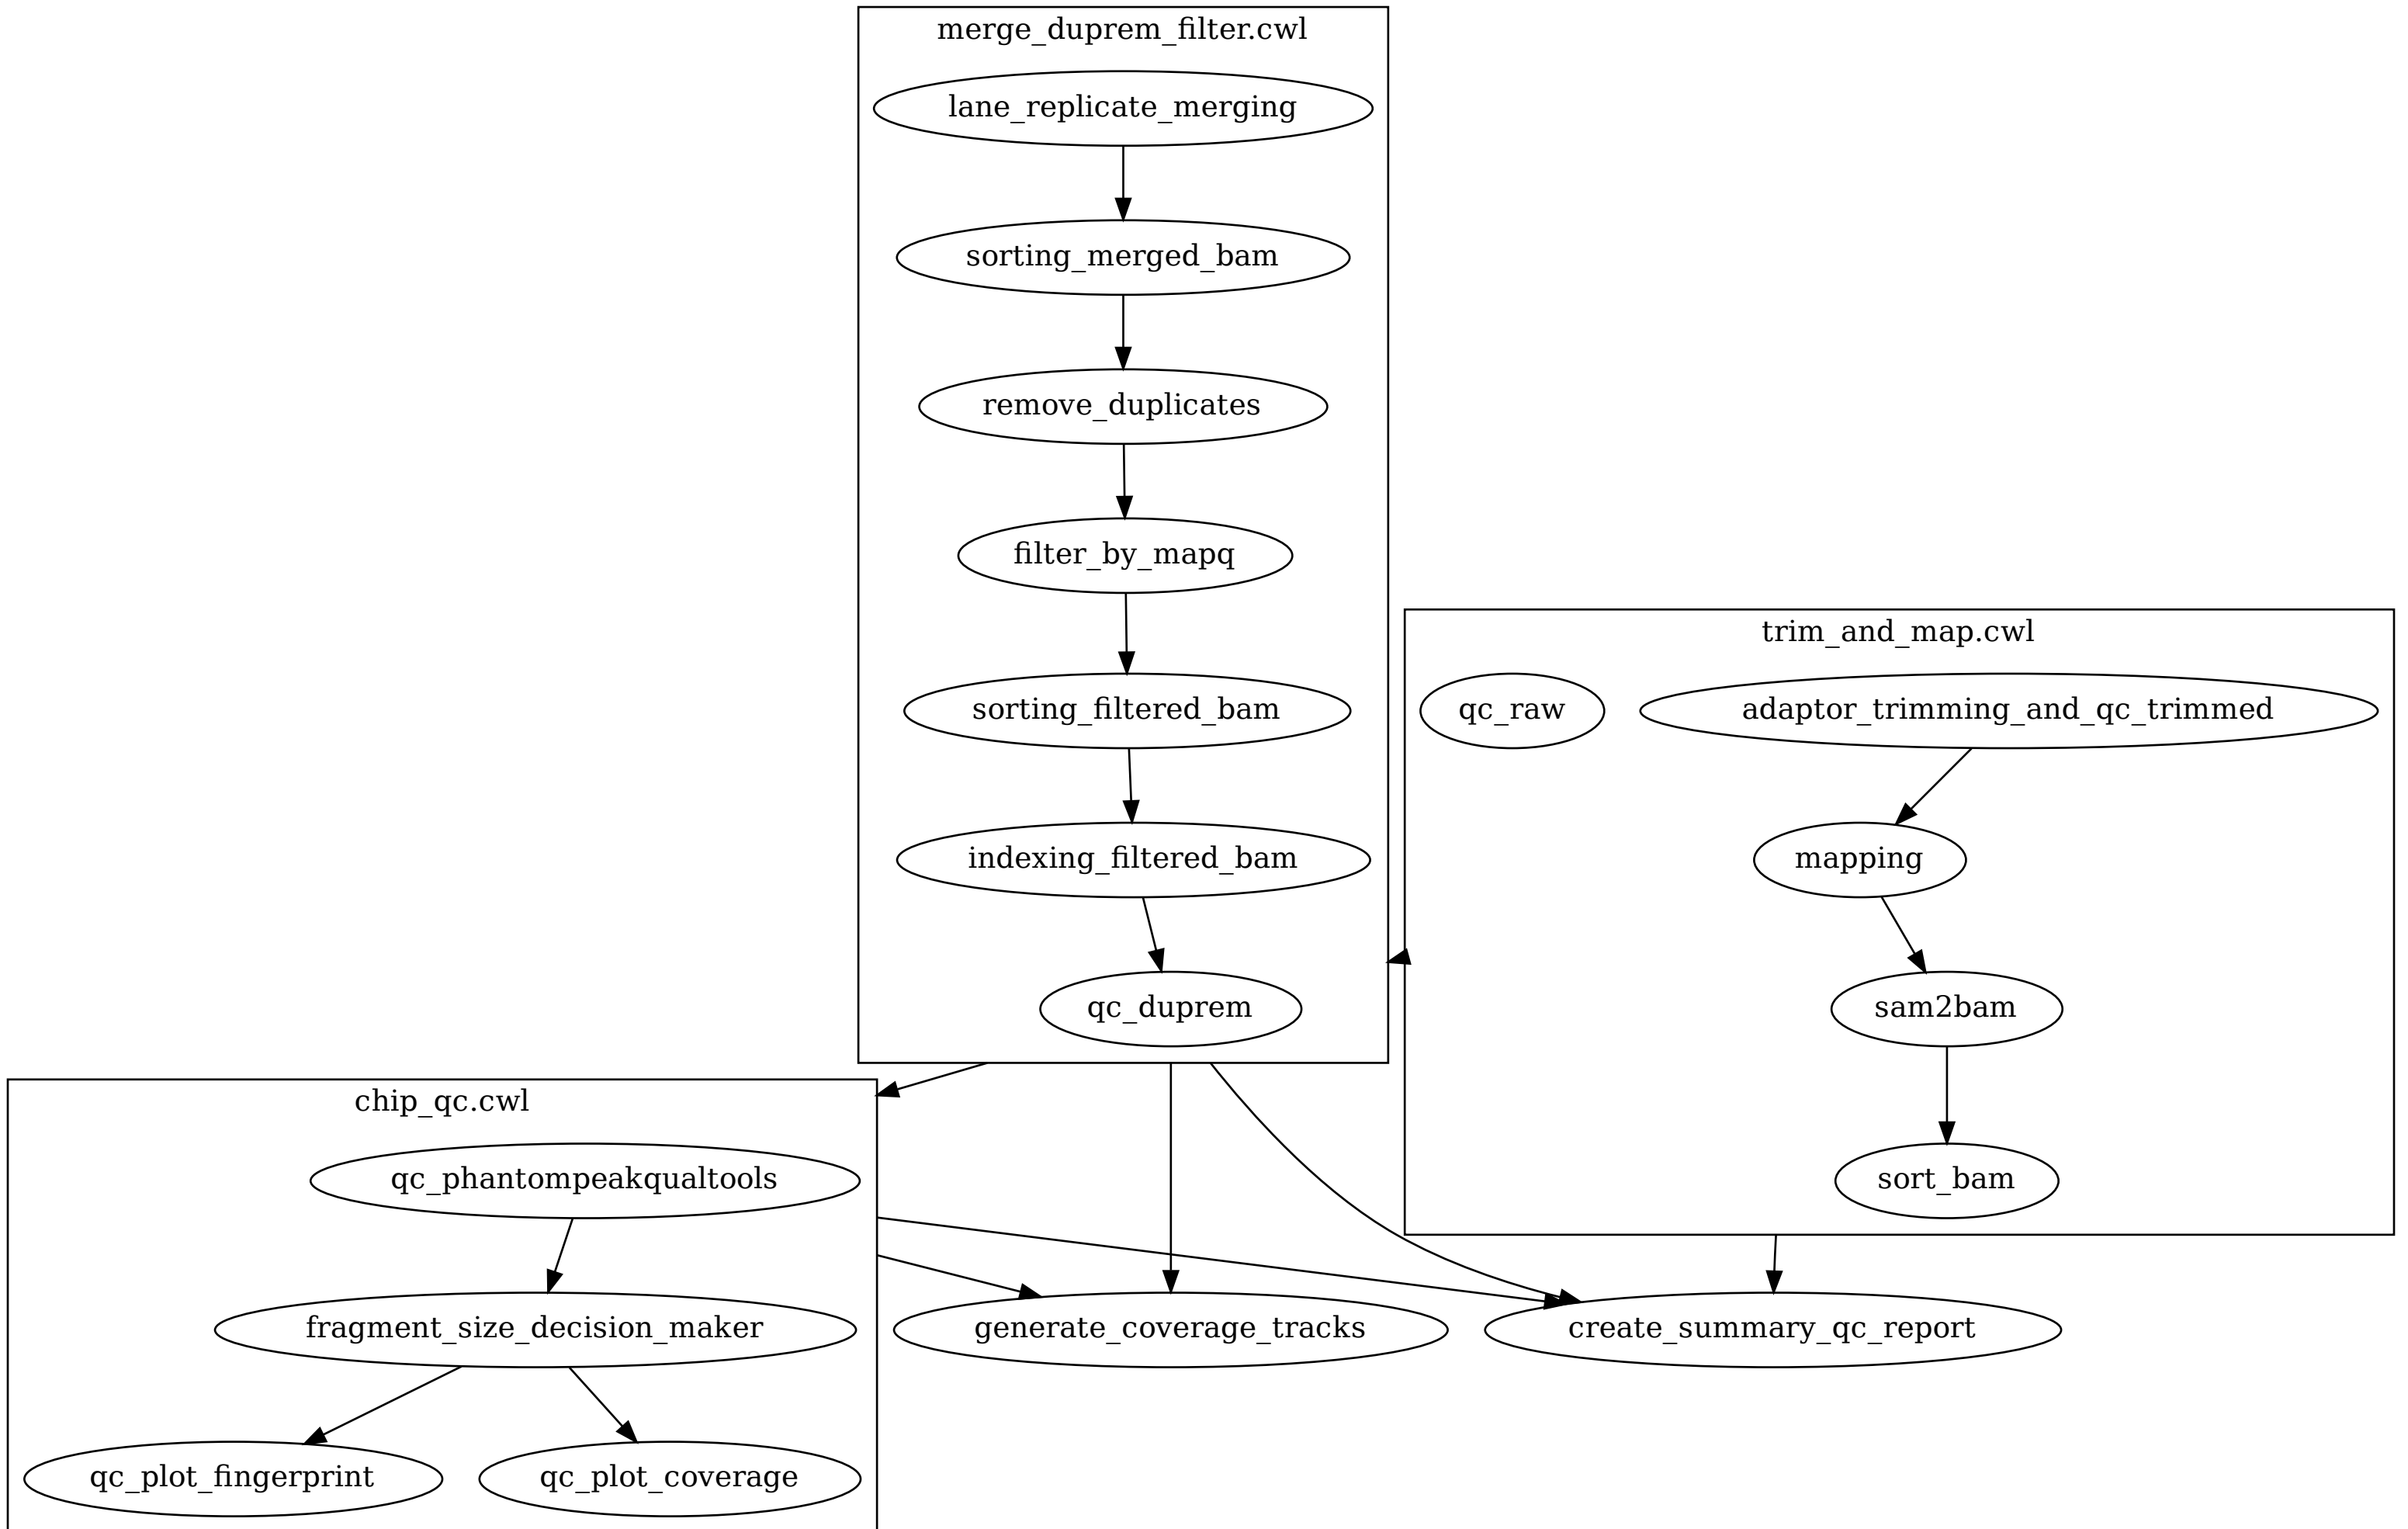 merge_duprem_filter.cwl
lane_replicate_merging
sorting_merged_bam
remove_duplicates
filter_by_mapq
sorting_filtered_bam
indexing_filtered_bam
qc_duprem
trim_and_map.cwl
qc_raw
adaptor_trimming_and_qc_trimmed
mapping
sam2bam
sort_bam
chip_qc.cwl
qc_phantompeakqualtools
fragment_size_decision_maker
qc_plot_fingerprint
qc_plot_coverage
generate_coverage_tracks
create_summary_qc_report